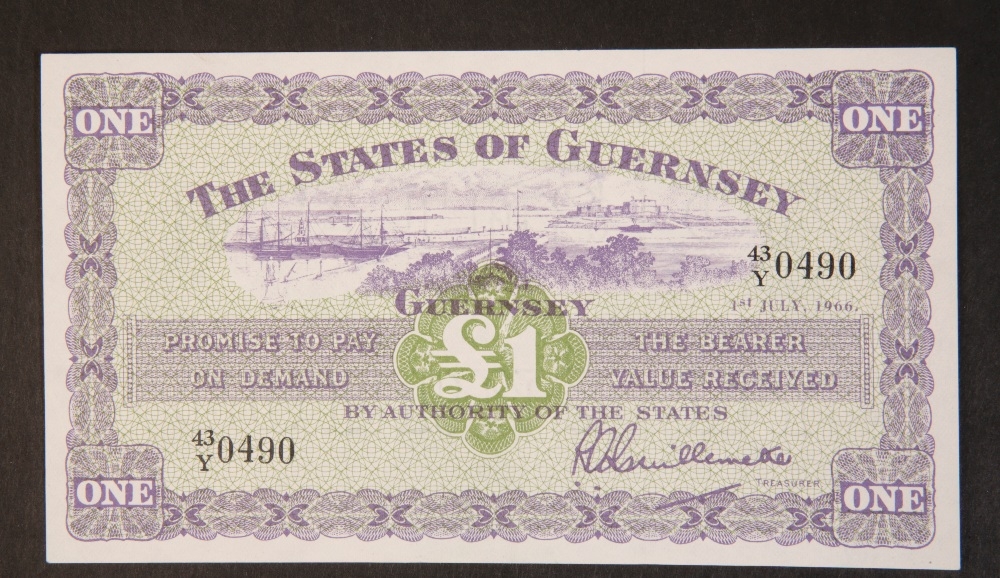 ONE ONE
THE STATES OF GUERNSEY
43/Y 0490
GUERNSEY
1st JULY, 1966.
PROMISE TO PAY £1 THE BEARER
ON DEMAND VALUE RECEIVED
BY AUTHORITY OF THE STATES
43/Y 0490
TREASURER
ONE ONE